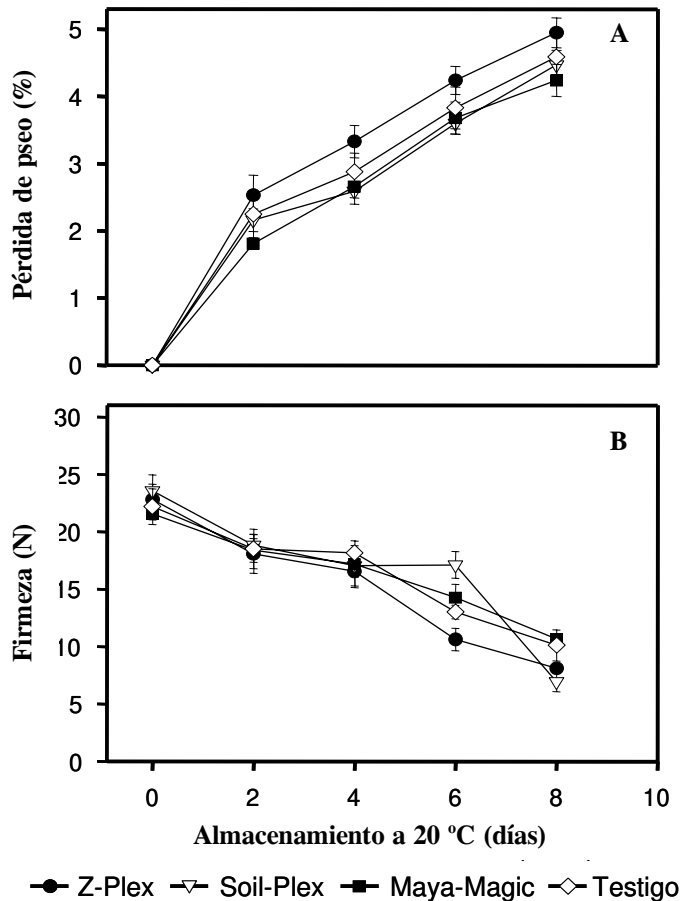 A
Pérdida de pseo (%)
5
4
3
2
1
0
B
Firmeza (N)
30
25
20
15
10
5
0
0 2 4 6 8 10
Almacenamiento a 20 ºC (días)
Z-Plex Soil-Plex Maya-Magic Testigo